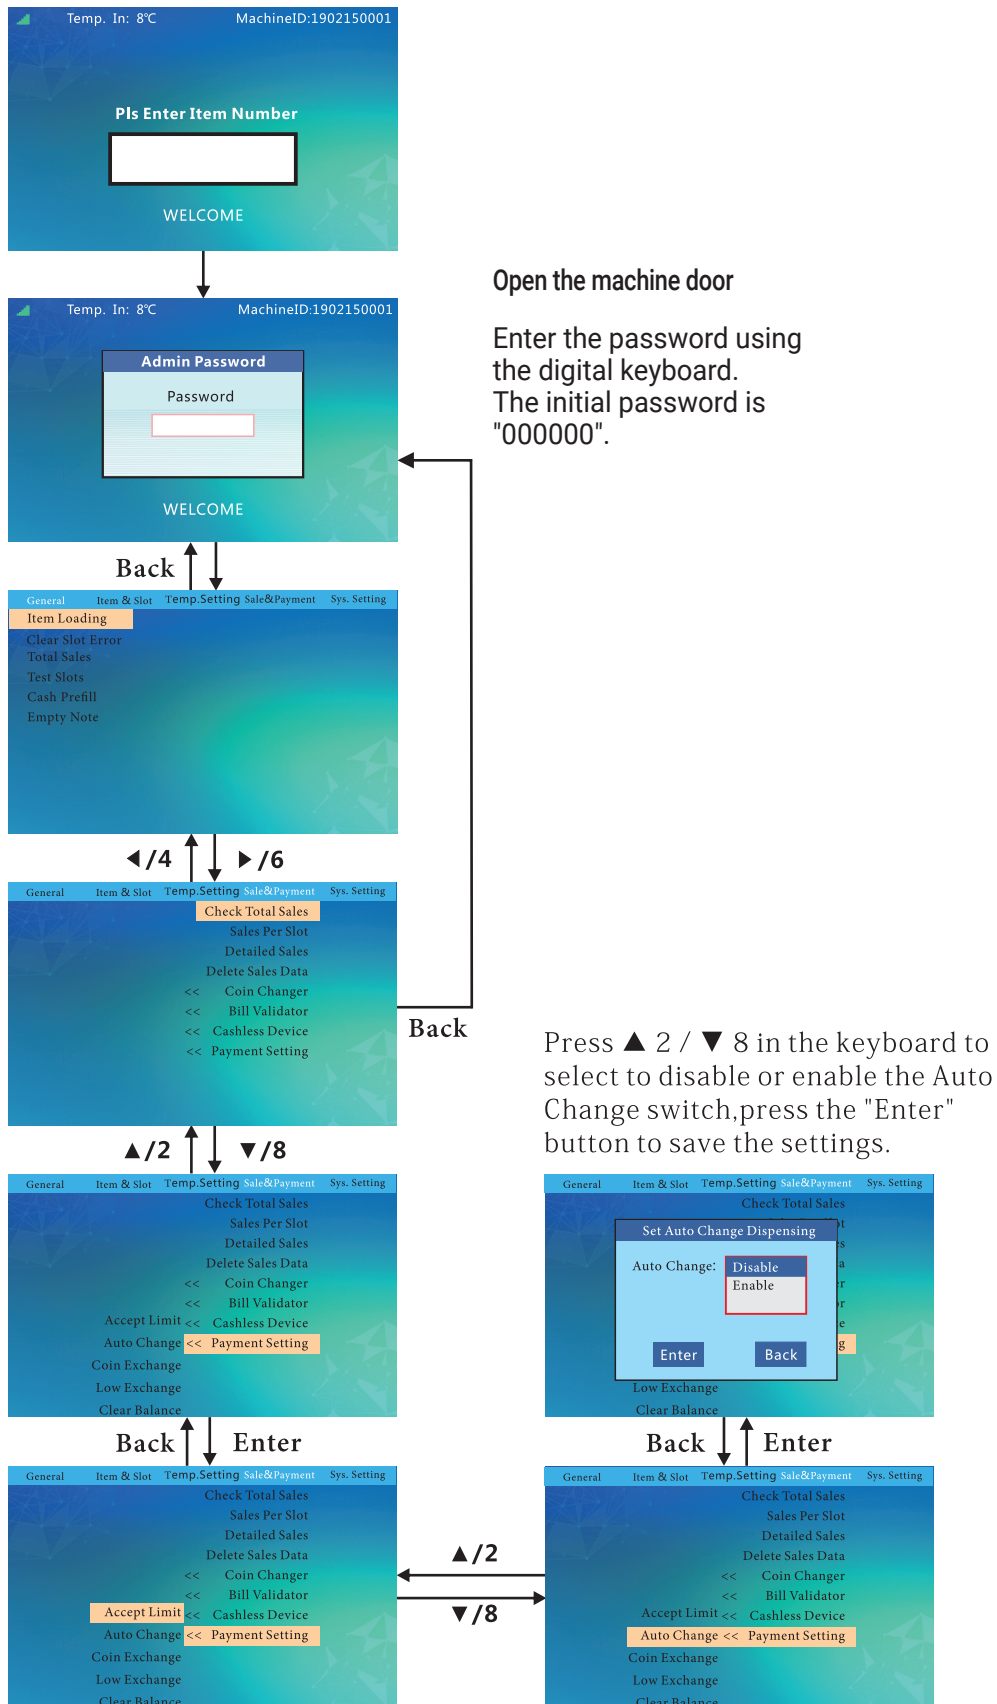 Temp. In: 8℃ MachineID:1902150001
Pls Enter Item Number
WELCOME
Open the machine door
Enter the password using
the digital keyboard.
The initial password is
"000000".
Temp. In: 8℃ MachineID:1902150001
Admin Password
Password
WELCOME
Back
General Item & Slot Temp.Setting Sale&Payment Sys. Setting
Item Loading
Clear Slot Error
Total Sales
Test Slots
Cash Prefill
Empty Note
◀/4 ▶/6
General Item & Slot Temp.Setting Sale&Payment Sys. Setting
Check Total Sales
Sales Per Slot
Detailed Sales
Delete Sales Data
<< Coin Changer
<< Bill Validator
<< Cashless Device
<< Payment Setting
Back
▲/2 ▼/8
Press ▲ 2 / ▼ 8 in the keyboard to
select to disable or enable the Auto
Change switch,press the "Enter"
button to save the settings.
General Item & Slot Temp.Setting Sale&Payment Sys. Setting
Check Total Sales
Sales Per Slot
Detailed Sales
Delete Sales Data
<< Coin Changer
<< Bill Validator
Accept Limit << Cashless Device
Auto Change << Payment Setting
Coin Exchange
Low Exchange
Clear Balance
Back Enter
General Item & Slot Temp.Setting Sale&Payment Sys. Setting
Check Total Sales
Set Auto Change Dispensing
Auto Change: Disable
Enable
Enter Back
Low Exchange
Clear Balance
Back Enter
General Item & Slot Temp.Setting Sale&Payment Sys. Setting
Check Total Sales
Sales Per Slot
Detailed Sales
Delete Sales Data
<< Coin Changer
<< Bill Validator
Accept Limit << Cashless Device
Auto Change << Payment Setting
Coin Exchange
Low Exchange
Clear Balance
▲/2
▼/8
General Item & Slot Temp.Setting Sale&Payment Sys. Setting
Check Total Sales
Sales Per Slot
Detailed Sales
Delete Sales Data
<< Coin Changer
<< Bill Validator
Accept Limit << Cashless Device
Auto Change << Payment Setting
Coin Exchange
Low Exchange
Clear Balance